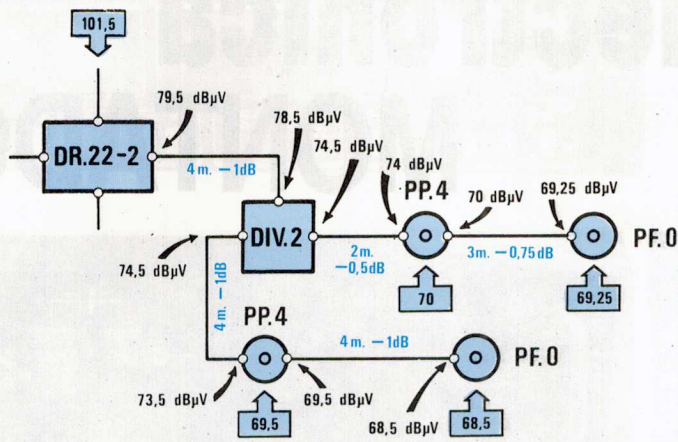 101,5
79,5 dBµV
78,5 dBµV
74,5 dBµV
74 dBµV
DR.22-2
4 m. – 1dB
PP.4
70 dBµV
69,25 dBµV
DIV.2
PF.0
74,5 dBµV
2m.
–0,5dB
3m. – 0,75dB
4 m. – 1dB
70
69,25
PP.4
4 m. – 1dB
PF.0
73,5 dBµV
69,5 dBµV
68,5 dBµV
69,5
68,5